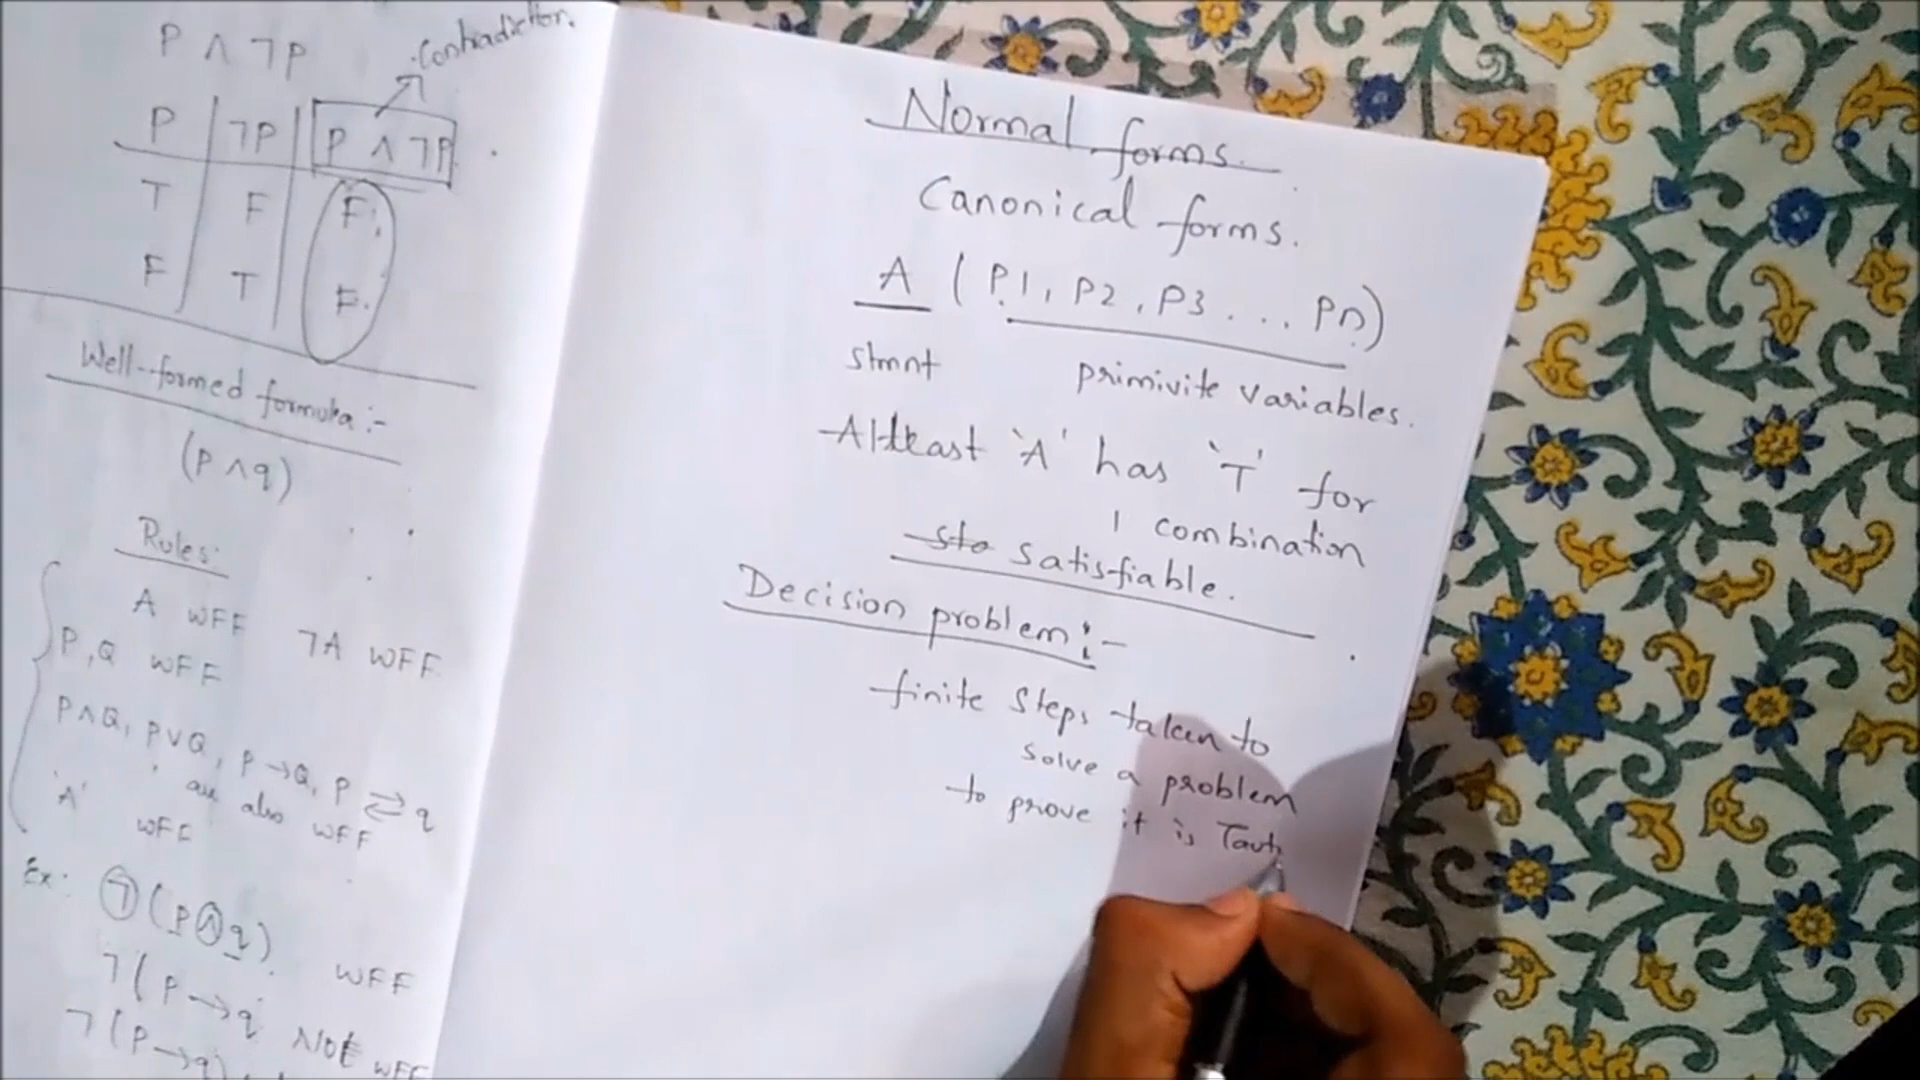 P ∧ ¬P
Contradiction.
P ¬P P ∧ ¬P
T F F
F T F
Well-formed formula :-
(P ∧ q)
Rules:
A WFF ¬A WFF
P, Q WFF
P∧Q, P∨Q, P→Q, P ⇄ q
are also WFF
'A' WFF
Ex: ¬(P∧q) WFF
¬(P→q Not WFF
¬(P→q) WFF
Normal forms.
Canonical forms.
A (P1, P2, P3 ... Pn)
stmnt primivite variables.
Atleast 'A' has 'T' for
1 combination
satisfiable.
Decision problem :-
finite steps taken to
solve a problem
to prove it is Taut